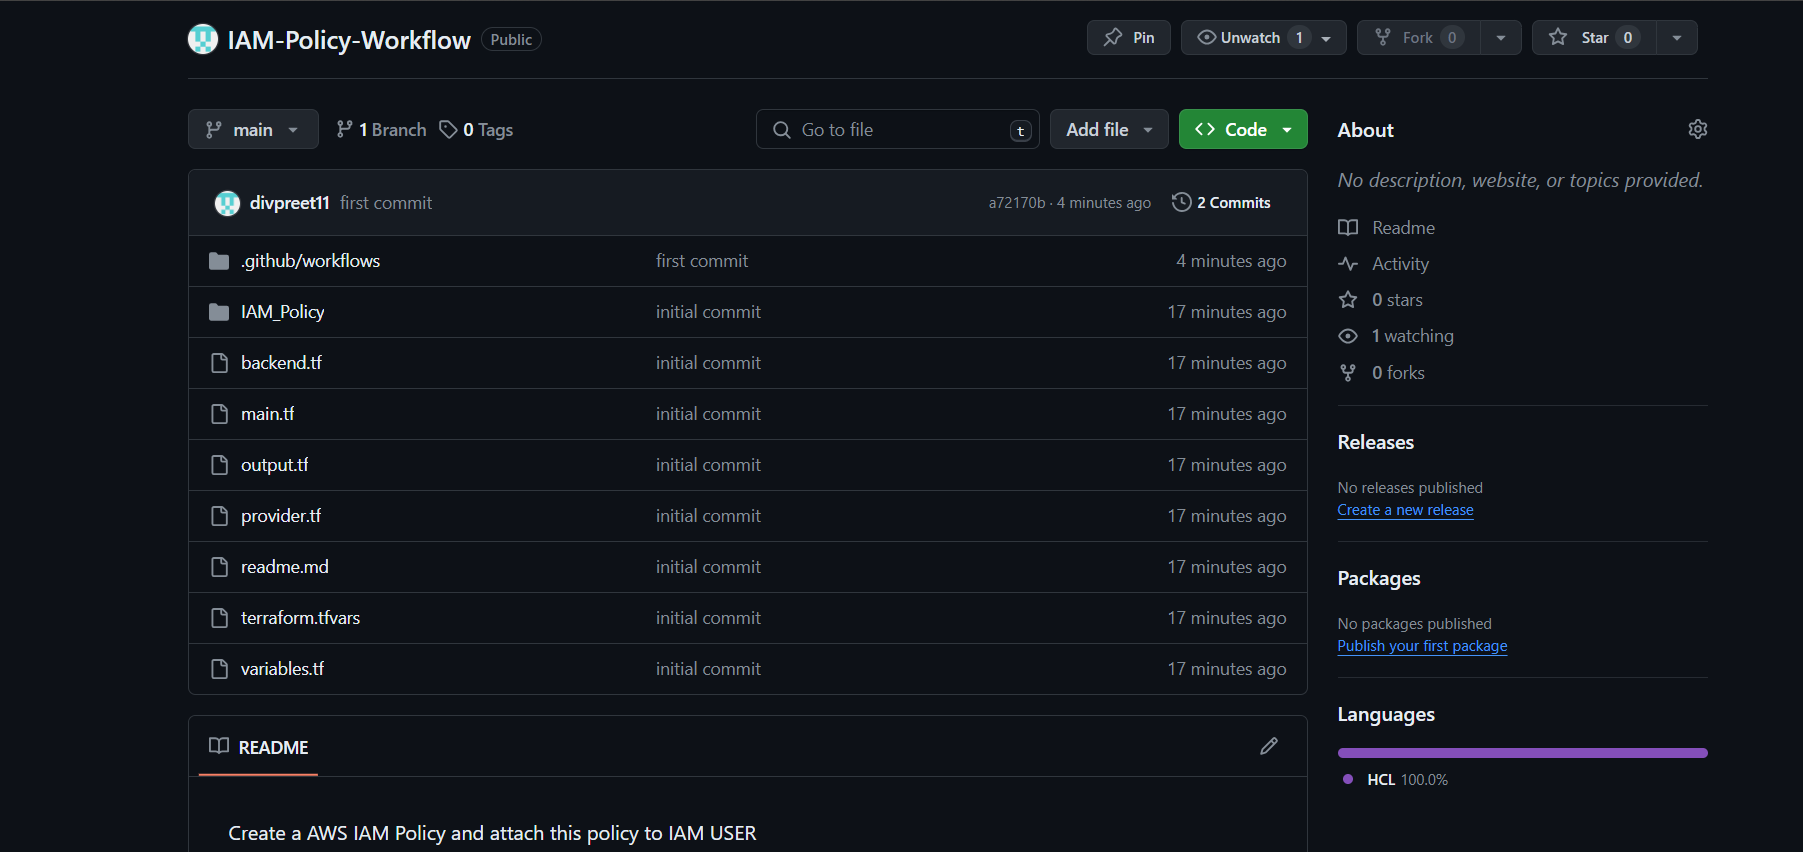 IAM-Policy-Workflow Public Pin Unwatch 1 Fork 0 Star 0
main 1 Branch 0 Tags Go to file t Add file Code
divpreet11 first commit a72170b · 4 minutes ago 2 Commits
.github/workflows first commit 4 minutes ago
IAM_Policy initial commit 17 minutes ago
backend.tf initial commit 17 minutes ago
main.tf initial commit 17 minutes ago
output.tf initial commit 17 minutes ago
provider.tf initial commit 17 minutes ago
readme.md initial commit 17 minutes ago
terraform.tfvars initial commit 17 minutes ago
variables.tf initial commit 17 minutes ago
README
Create a AWS IAM Policy and attach this policy to IAM USER
About
No description, website, or topics provided.
Readme
Activity
0 stars
1 watching
0 forks
Releases
No releases published
Create a new release
Packages
No packages published
Publish your first package
Languages
HCL 100.0%